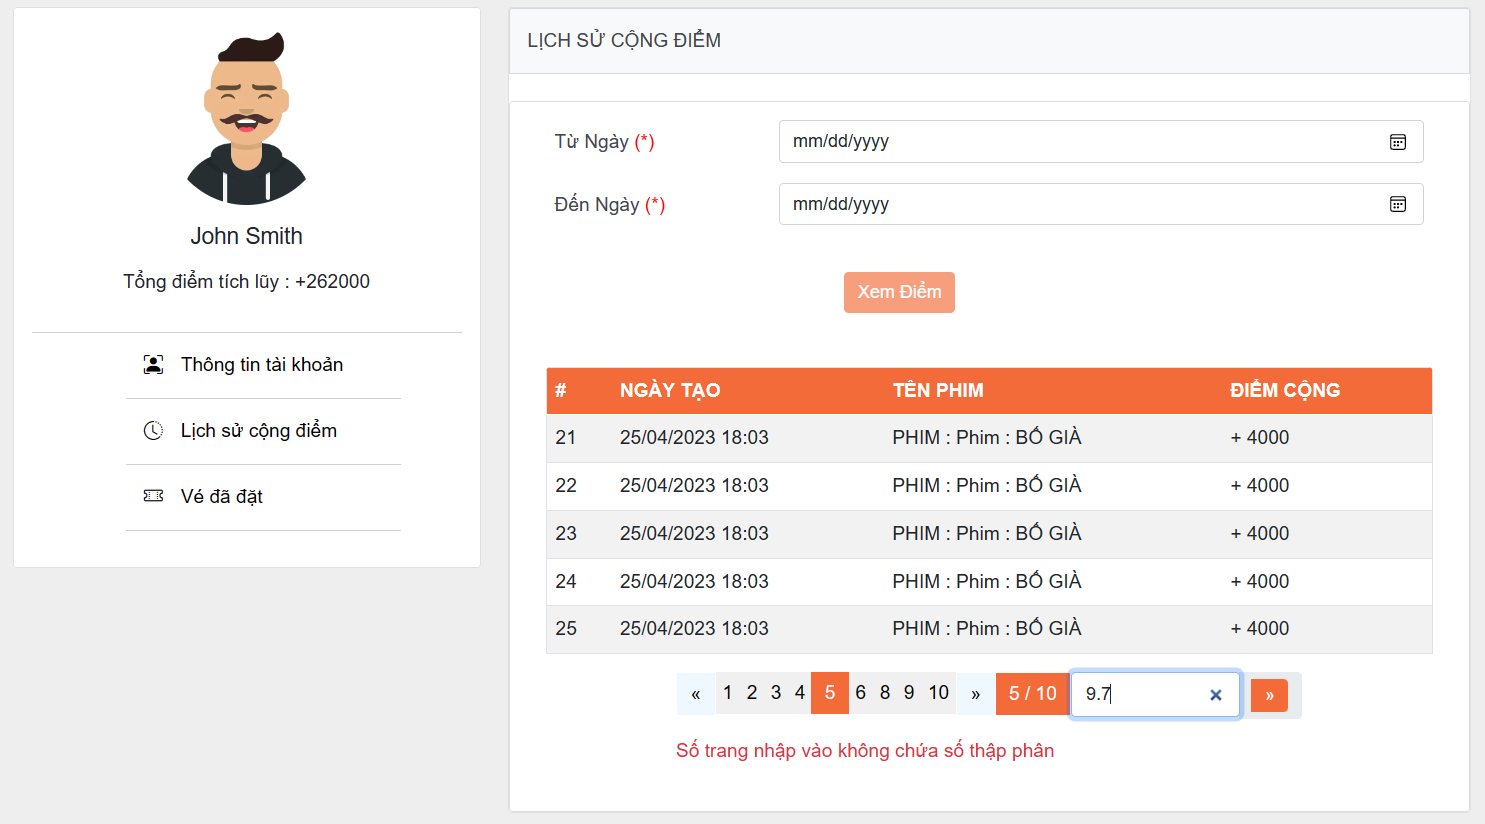 John Smith
Tổng điểm tích lũy : +262000
Thông tin tài khoản
Lịch sử cộng điểm
Vé đã đặt
LỊCH SỬ CỘNG ĐIỂM
Từ Ngày (*) mm/dd/yyyy
Đến Ngày (*) mm/dd/yyyy
Xem Điểm
# NGÀY TẠO TÊN PHIM ĐIỂM CỘNG
21 25/04/2023 18:03 PHIM : Phim : BỐ GIÀ + 4000
22 25/04/2023 18:03 PHIM : Phim : BỐ GIÀ + 4000
23 25/04/2023 18:03 PHIM : Phim : BỐ GIÀ + 4000
24 25/04/2023 18:03 PHIM : Phim : BỐ GIÀ + 4000
25 25/04/2023 18:03 PHIM : Phim : BỐ GIÀ + 4000
« 1 2 3 4 5 6 8 9 10 » 5 / 10 9.7 »
Số trang nhập vào không chứa số thập phân